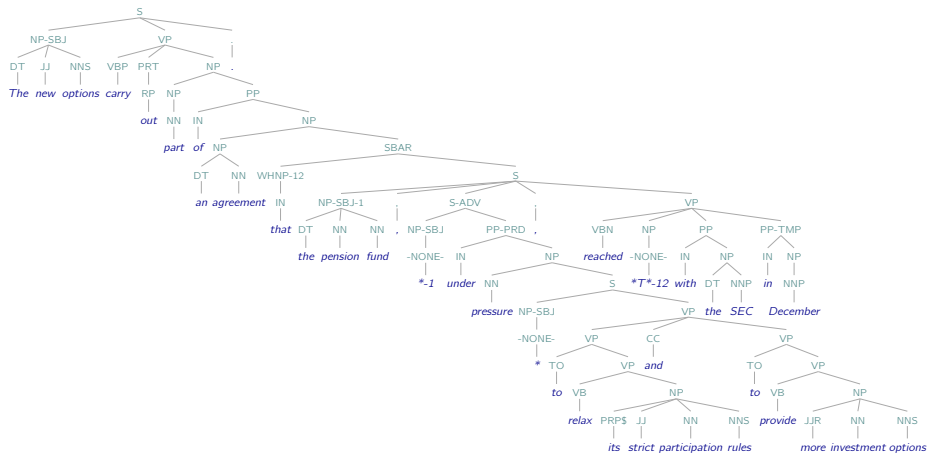 S
NP-SBJ VP .
DT JJ NNS VBP PRT NP .
The new options carry RP NP PP
out NN IN NP
part of NP SBAR
DT NN WHNP-12 S
an agreement IN NP-SBJ-1 , S-ADV , VP
that DT NN NN , NP-SBJ PP-PRD , VBN NP PP PP-TMP
the pension fund -NONE- IN NP reached -NONE- IN NP IN NP
*-1 under NN S *T*-12 with DT NNP in NNP
pressure NP-SBJ VP the SEC December
-NONE- VP CC VP
* TO VP and TO VP
to VB NP to VB NP
relax PRP$ JJ NN NNS provide JJR NN NNS
its strict participation rules more investment options